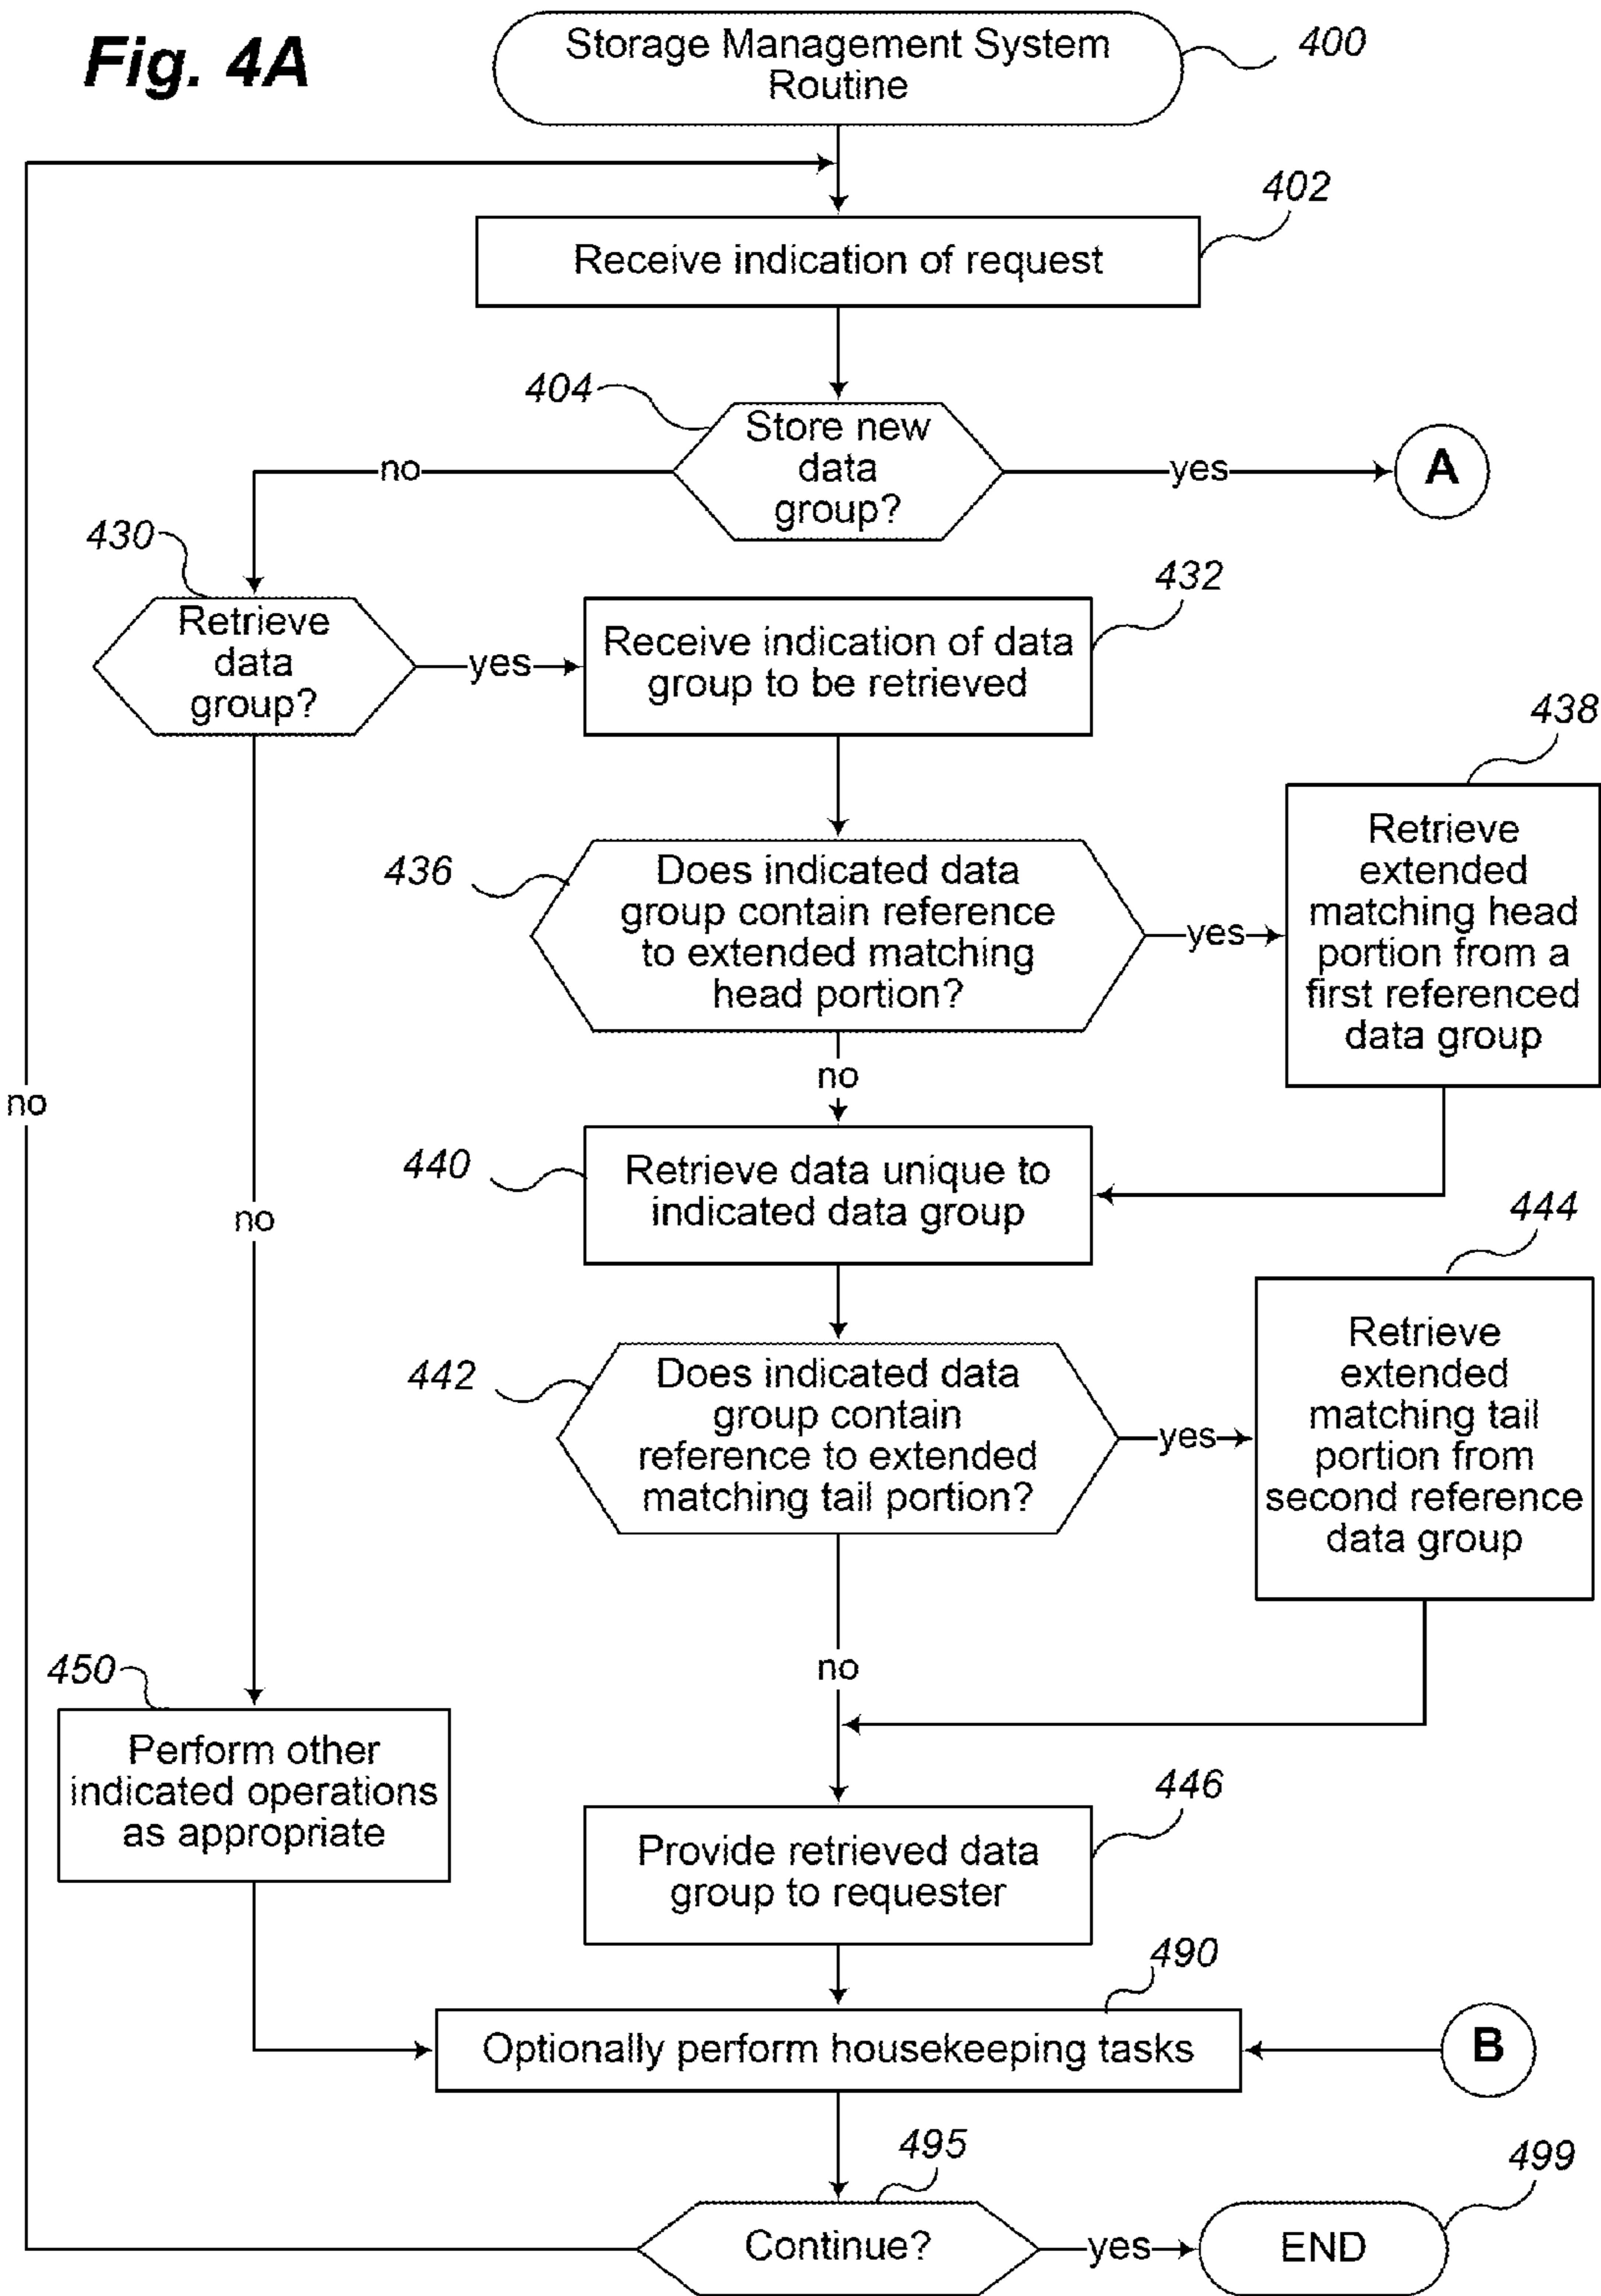 Fig. 4A
Storage Management System
Routine
400
402
Receive indication of request
404
Store new
data
group?
no
yes
A
430
Retrieve
data
group?
yes
432
Receive indication of data
group to be retrieved
438
Retrieve
extended
matching head
portion from a
first referenced
data group
436
Does indicated data
group contain reference
to extended matching
head portion?
yes
no
no
440
Retrieve data unique to
indicated data group
no
444
Retrieve
extended
matching tail
portion from
second reference
data group
442
Does indicated data
group contain
reference to extended
matching tail portion?
yes
no
450
Perform other
indicated operations
as appropriate
446
Provide retrieved data
group to requester
490
Optionally perform housekeeping tasks
B
495
Continue?
yes
499
END